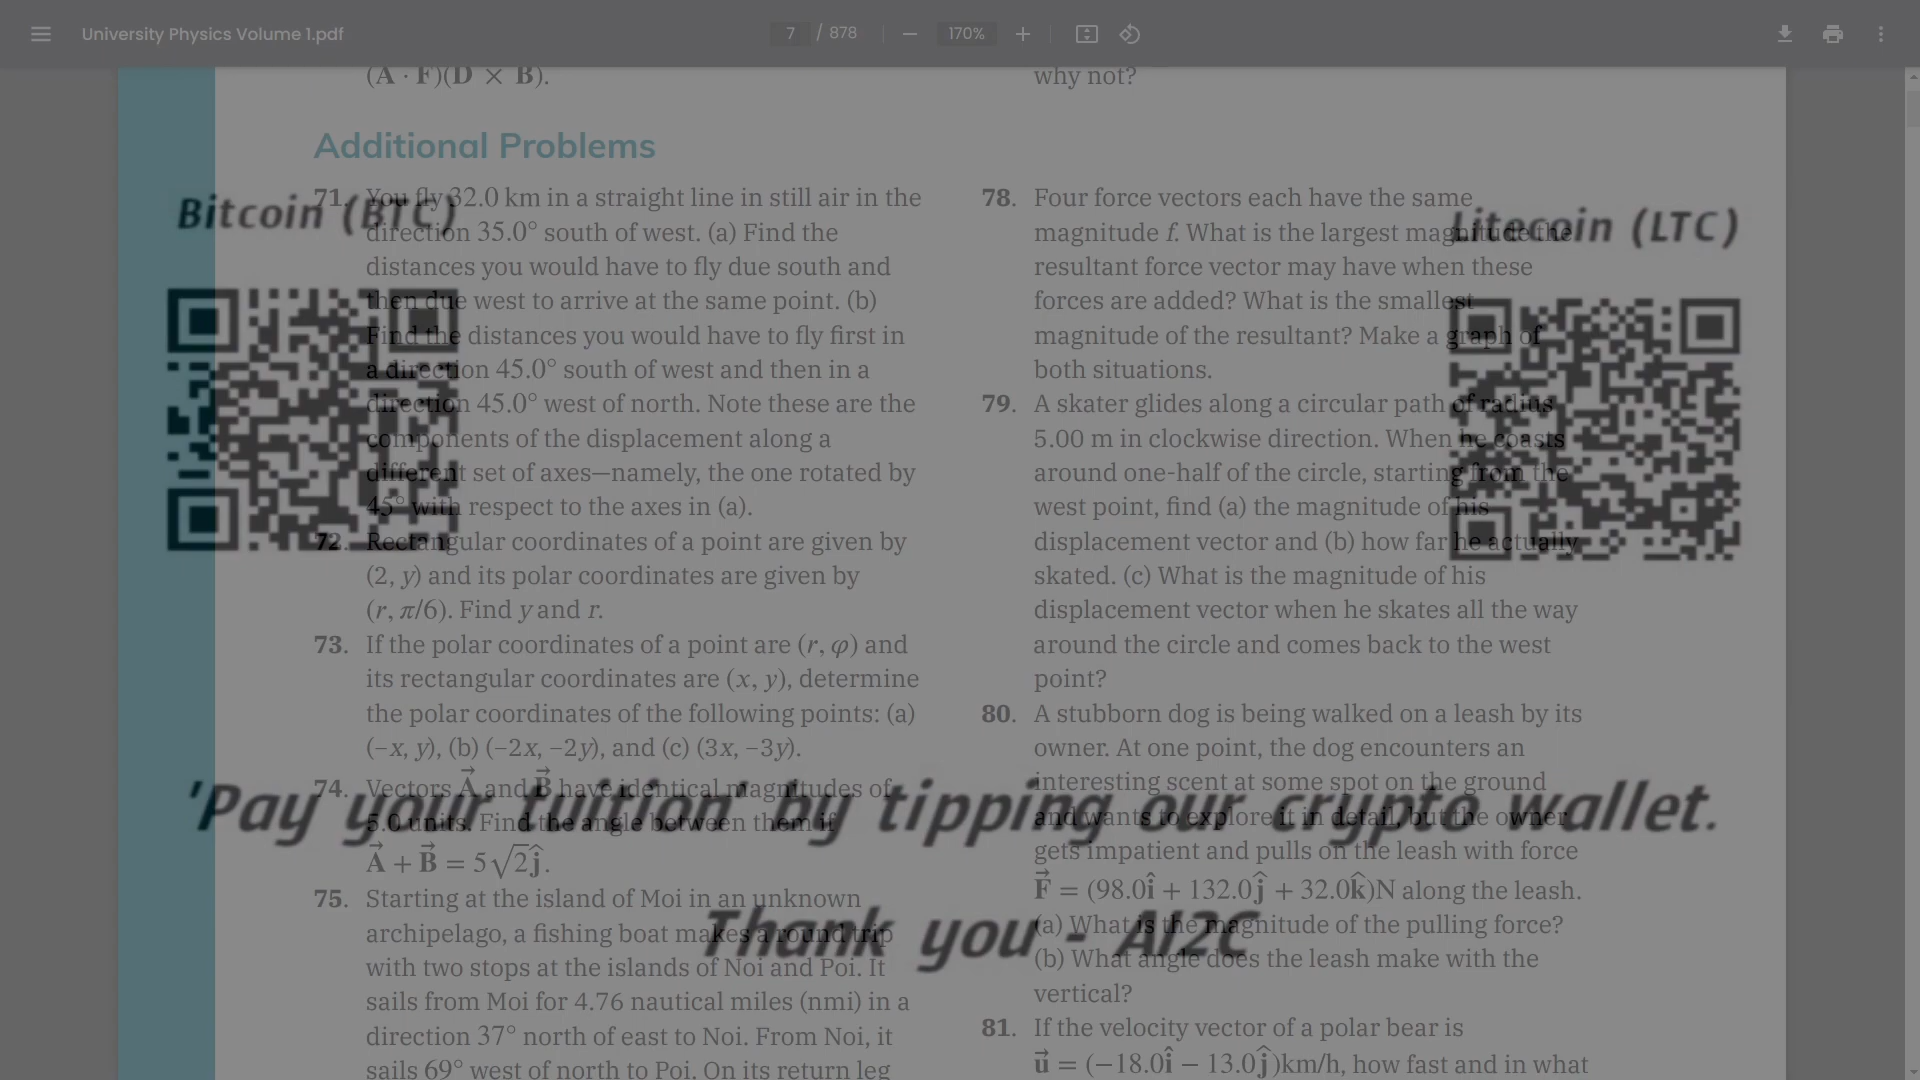 University Physics Volume 1.pdf
7 / 878
170%
(A · F)(D × B).
Additional Problems
71. You fly 32.0 km in a straight line in still air in the
direction 35.0° south of west. (a) Find the
distances you would have to fly due south and
then due west to arrive at the same point. (b)
Find the distances you would have to fly first in
a direction 45.0° south of west and then in a
direction 45.0° west of north. Note these are the
components of the displacement along a
different set of axes—namely, the one rotated by
45° with respect to the axes in (a).
72. Rectangular coordinates of a point are given by
(2, y) and its polar coordinates are given by
(r, π/6). Find y and r.
73. If the polar coordinates of a point are (r, φ) and
its rectangular coordinates are (x, y), determine
the polar coordinates of the following points: (a)
(−x, y), (b) (−2x, −2y), and (c) (3x, −3y).
74. Vectors A⃗ and B⃗ have identical magnitudes of
5.0 units. Find the angle between them if
A⃗ + B⃗ = 5√2ĵ.
75. Starting at the island of Moi in an unknown
archipelago, a fishing boat makes a round trip
with two stops at the islands of Noi and Poi. It
sails from Moi for 4.76 nautical miles (nmi) in a
direction 37° north of east to Noi. From Noi, it
sails 69° west of north to Poi. On its return leg
why not?
78. Four force vectors each have the same
magnitude f. What is the largest magnitude the
resultant force vector may have when these
forces are added? What is the smallest
magnitude of the resultant? Make a graph of
both situations.
79. A skater glides along a circular path of radius
5.00 m in clockwise direction. When he coasts
around one-half of the circle, starting from the
west point, find (a) the magnitude of his
displacement vector and (b) how far he actually
skated. (c) What is the magnitude of his
displacement vector when he skates all the way
around the circle and comes back to the west
point?
80. A stubborn dog is being walked on a leash by its
owner. At one point, the dog encounters an
interesting scent at some spot on the ground
and wants to explore it in detail, but the owner
gets impatient and pulls on the leash with force
F⃗ = (98.0î + 132.0ĵ + 32.0k̂)N along the leash.
(a) What is the magnitude of the pulling force?
(b) What angle does the leash make with the
vertical?
81. If the velocity vector of a polar bear is
u⃗ = (−18.0î − 13.0ĵ)km/h, how fast and in what
Bitcoin (BTC)
Litecoin (LTC)
'Pay your tuition' by tipping our crypto wallet.
Thank you - AI2C